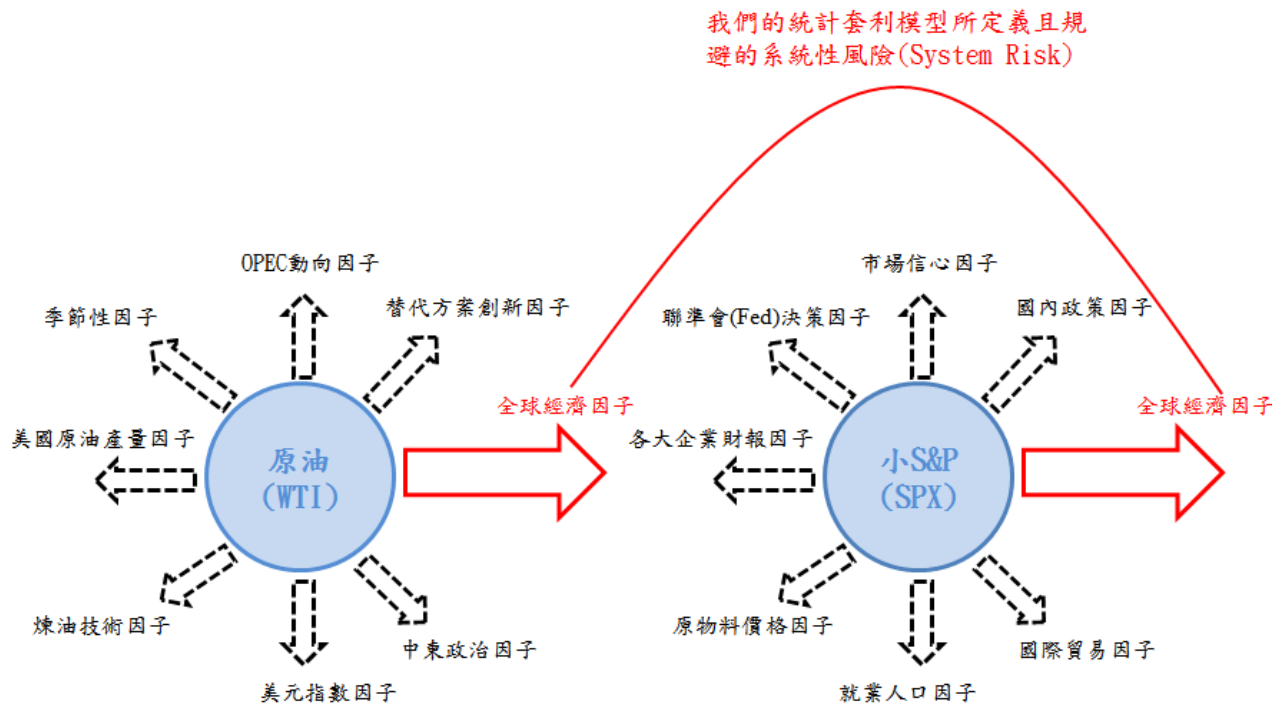 我們的統計套利模型所定義且規
避的系統性風險(System Risk)
OPEC動向因子
季節性因子
替代方案創新因子
全球經濟因子
美國原油產量因子
原油
(WTI)
煉油技術因子
中東政治因子
美元指數因子
市場信心因子
聯準會(Fed)決策因子
國內政策因子
全球經濟因子
各大企業財報因子
小S&P
(SPX)
原物料價格因子
國際貿易因子
就業人口因子